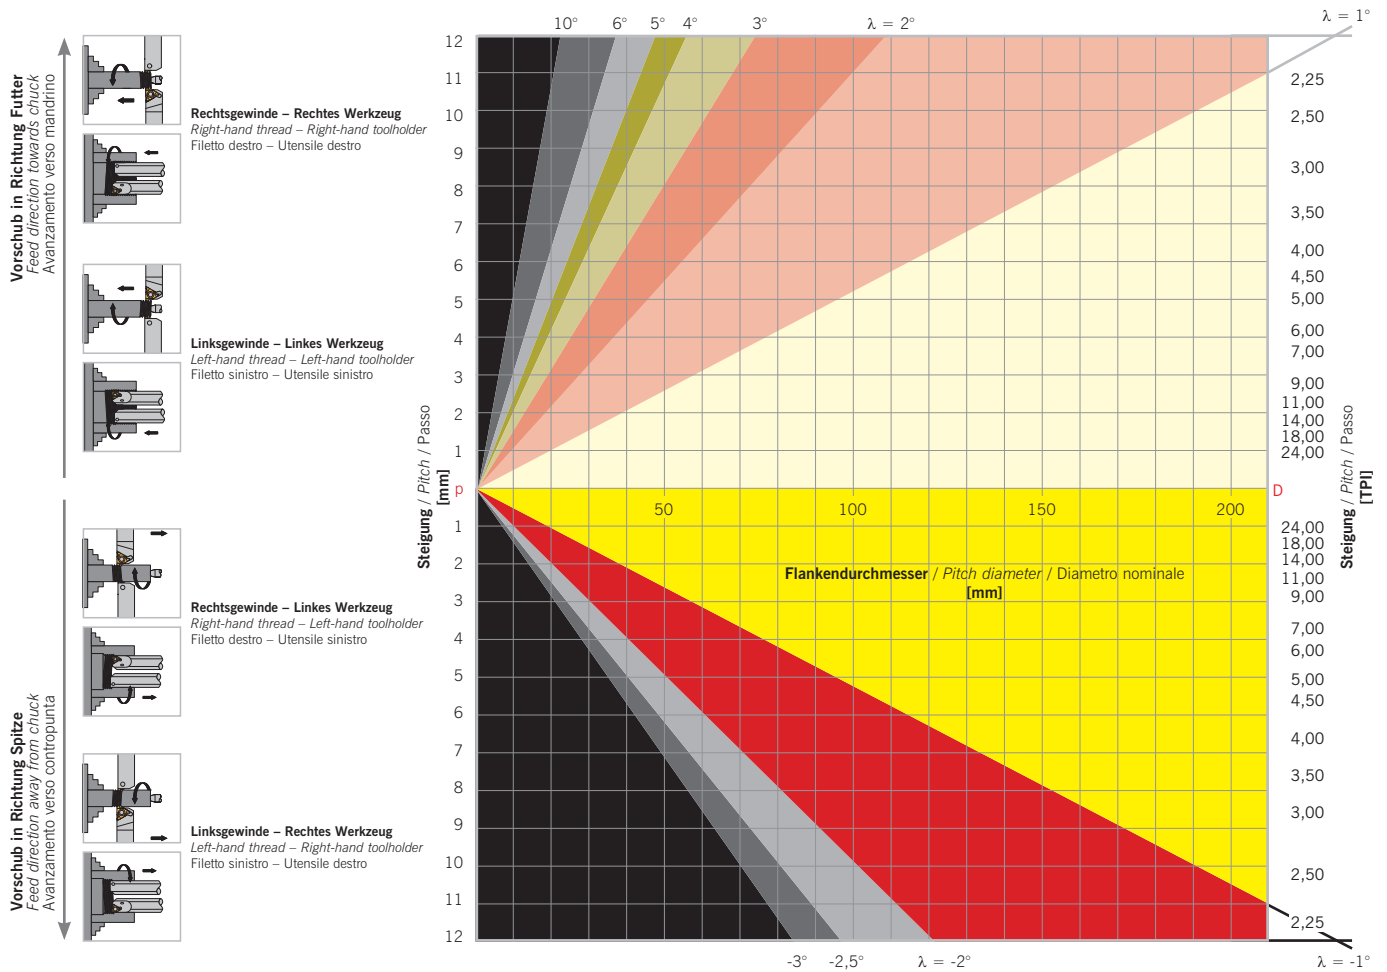 10° 6° 5° 4° 3° λ = 2° λ = 1°
Vorschub in Richtung Futter
Feed direction towards chuck
Avanzamento verso mandrino
Rechtsgewinde – Rechtes Werkzeug
Right-hand thread – Right-hand toolholder
Filetto destro – Utensile destro
Linksgewinde – Linkes Werkzeug
Left-hand thread – Left-hand toolholder
Filetto sinistro – Utensile sinistro
Vorschub in Richtung Spitze
Feed direction away from chuck
Avanzamento verso contropunta
Rechtsgewinde – Linkes Werkzeug
Right-hand thread – Left-hand toolholder
Filetto destro – Utensile sinistro
Linksgewinde – Rechtes Werkzeug
Left-hand thread – Right-hand toolholder
Filetto sinistro – Utensile destro
Steigung / Pitch / Passo
[mm]
12
11
10
9
8
7
6
5
4
3
2
1
p
1
2
3
4
5
6
7
8
9
10
11
12
50 100 150 200
D
Flankendurchmesser / Pitch diameter / Diametro nominale
[mm]
2,25
2,50
3,00
3,50
4,00
4,50
5,00
6,00
7,00
9,00
11,00
14,00
18,00
24,00
24,00
18,00
14,00
11,00
9,00
7,00
6,00
5,00
4,50
4,00
3,50
3,00
2,50
2,25
Steigung / Pitch / Passo
[TPI]
-3° -2,5° λ = -2° λ = -1°